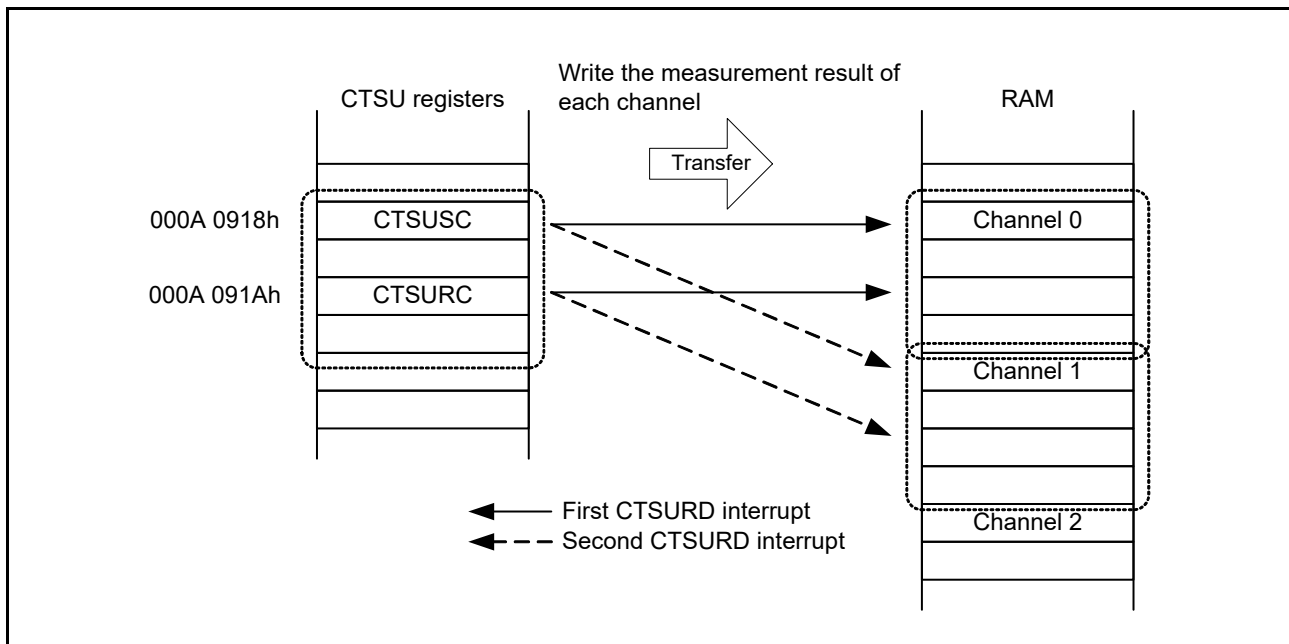 Write the measurement result of
each channel
CTSU registers
RAM
Transfer
000A 0918h
CTSUSC
Channel 0
000A 091Ah
CTSURC
Channel 1
First CTSURD interrupt
Second CTSURD interrupt
Channel 2